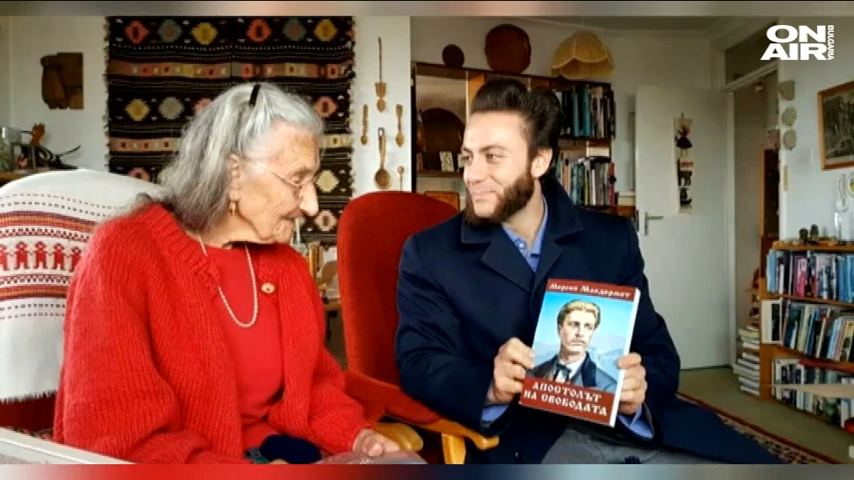 ON
AIR
BULGARIA
Мерсия Макдермот
АПОСТОЛЪТ
НА СВОБОДАТА